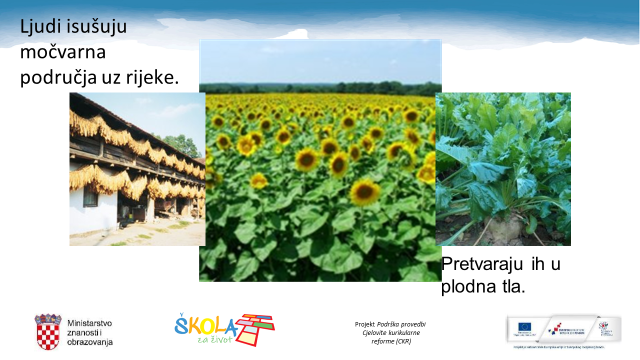 Ljudi isušuju
močvarna
područja uz rijeke.
Pretvaraju ih u
plodna tla.
Ministarstvo
znanosti i
obrazovanja
ŠKOLA
za život
Projekt Podrška provedbi
Cjelovite kurikularne
reforme (CKR)